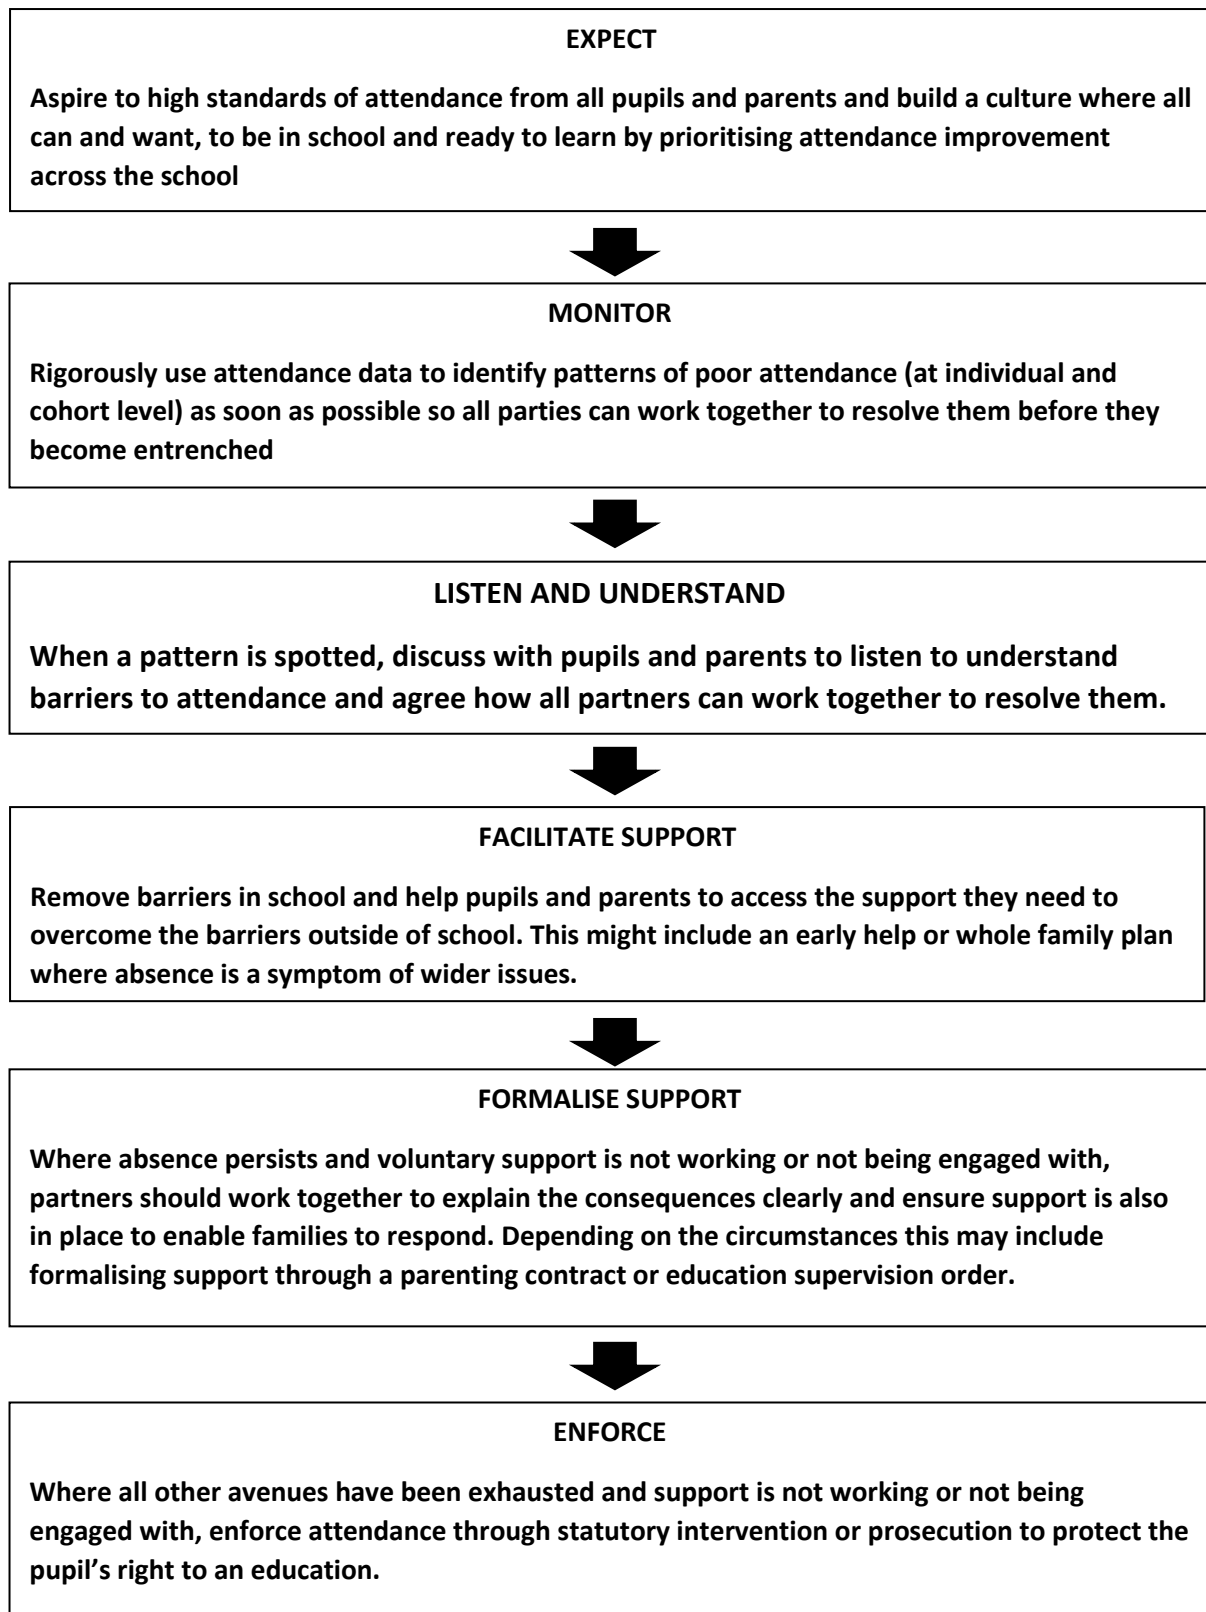 EXPECT
Aspire to high standards of attendance from all pupils and parents and build a culture where all
can and want, to be in school and ready to learn by prioritising attendance improvement
across the school
MONITOR
Rigorously use attendance data to identify patterns of poor attendance (at individual and
cohort level) as soon as possible so all parties can work together to resolve them before they
become entrenched
LISTEN AND UNDERSTAND
When a pattern is spotted, discuss with pupils and parents to listen to understand
barriers to attendance and agree how all partners can work together to resolve them.
FACILITATE SUPPORT
Remove barriers in school and help pupils and parents to access the support they need to
overcome the barriers outside of school. This might include an early help or whole family plan
where absence is a symptom of wider issues.
FORMALISE SUPPORT
Where absence persists and voluntary support is not working or not being engaged with,
partners should work together to explain the consequences clearly and ensure support is also
in place to enable families to respond. Depending on the circumstances this may include
formalising support through a parenting contract or education supervision order.
ENFORCE
Where all other avenues have been exhausted and support is not working or not being
engaged with, enforce attendance through statutory intervention or prosecution to protect the
pupil’s right to an education.